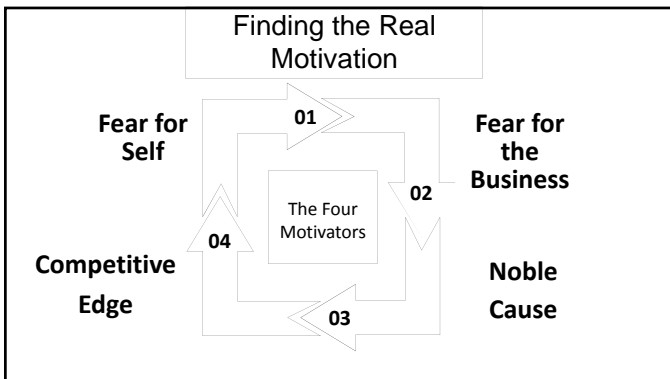 Finding the Real
Motivation
01
Fear for
Self
Fear for
the
Business
02
The Four
Motivators
04
Competitive
Edge
Noble
Cause
03